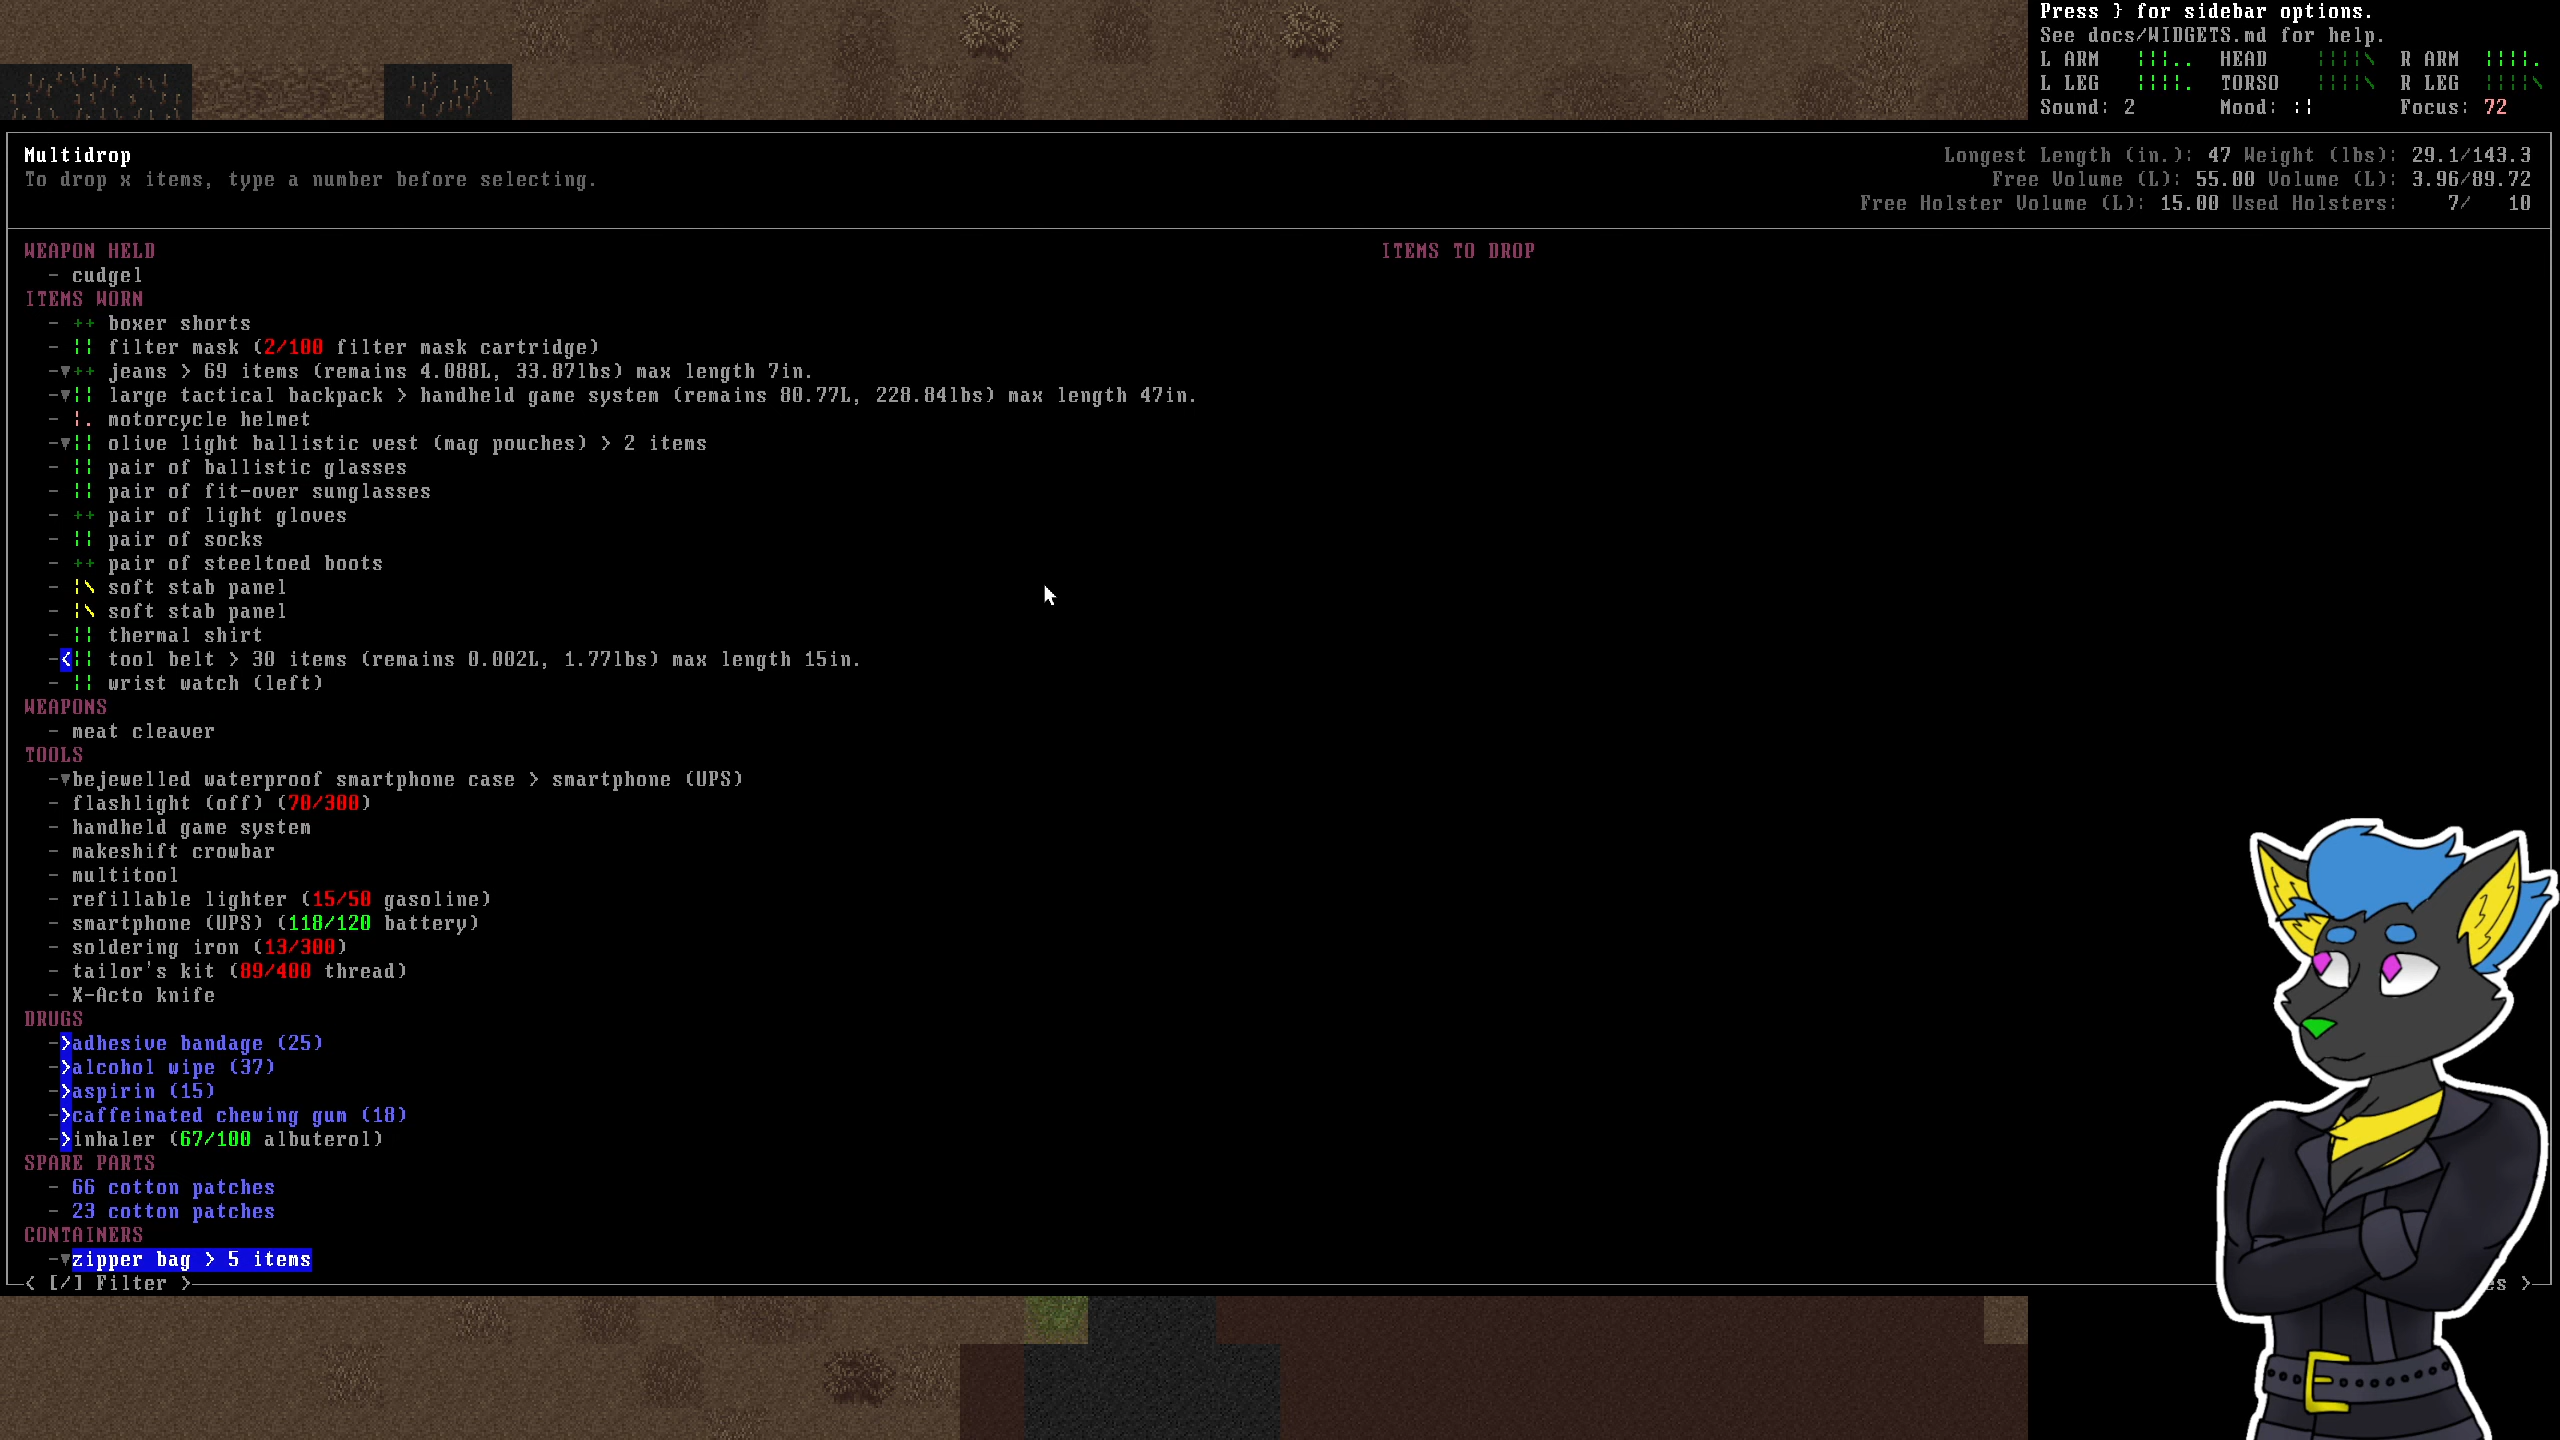 Press } for sidebar options.
See docs/WIDGETS.md for help.
L ARM ¦¦¦.. HEAD ¦¦¦¦\ R ARM ¦¦¦¦.
L LEG ¦¦¦¦. TORSO ¦¦¦¦\ R LEG ¦¦¦¦\
Sound: 2 Mood: :¦ Focus: 72
Multidrop
To drop x items, type a number before selecting.
Longest Length (in.): 47 Weight (lbs): 29.1/143.3
Free Volume (L): 55.00 Volume (L): 3.96/89.72
Free Holster Volume (L): 15.00 Used Holsters: 7/ 10
WEAPON HELD
- cudgel
ITEMS WORN
- ++ boxer shorts
- ¦¦ filter mask (2/100 filter mask cartridge)
-▼++ jeans > 69 items (remains 4.088L, 33.87lbs) max length 7in.
-▼¦¦ large tactical backpack > handheld game system (remains 80.77L, 228.84lbs) max length 47in.
- ¦. motorcycle helmet
-▼¦¦ olive light ballistic vest (mag pouches) > 2 items
- ¦¦ pair of ballistic glasses
- ¦¦ pair of fit-over sunglasses
- ++ pair of light gloves
- ¦¦ pair of socks
- ++ pair of steeltoed boots
- ¦\ soft stab panel
- ¦\ soft stab panel
- ¦¦ thermal shirt
-<¦¦ tool belt > 30 items (remains 0.002L, 1.77lbs) max length 15in.
- ¦¦ wrist watch (left)
WEAPONS
- meat cleaver
TOOLS
-▼bejewelled waterproof smartphone case > smartphone (UPS)
- flashlight (off) (70/300)
- handheld game system
- makeshift crowbar
- multitool
- refillable lighter (15/50 gasoline)
- smartphone (UPS) (118/120 battery)
- soldering iron (13/300)
- tailor's kit (89/400 thread)
- X-Acto knife
DRUGS
->adhesive bandage (25)
->alcohol wipe (37)
->aspirin (15)
->caffeinated chewing gum (18)
->inhaler (67/100 albuterol)
SPARE PARTS
- 66 cotton patches
- 23 cotton patches
CONTAINERS
-▼zipper bag > 5 items
< [/] Filter >
ITEMS TO DROP